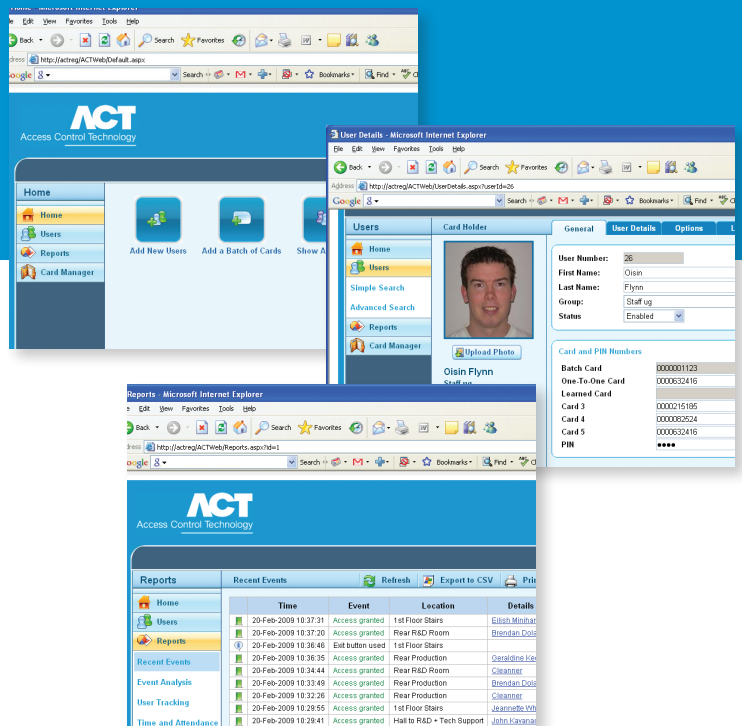 Edit View Favorites Tools Help
Back Search Favorites
http://actreg/ACTWeb/Default.aspx
Search Bookmarks Find
ACT
Access Control Technology
Home
Home
Users
Reports
Card Manager
Add New Users Add a Batch of Cards Show
User Details - Microsoft Internet Explorer
File Edit View Favorites Tools Help
Back Search Favorites
Address http://actreg/ACTWeb/UserDetails.aspx?userId=26
Google Search Bookmarks Find
Users
Home
Users
Simple Search
Advanced Search
Reports
Card Manager
Card Holder
Upload Photo
Oisin Flynn
Staff ug
General User Details Options
User Number: 26
First Name: Oisin
Last Name: Flynn
Group: Staff ug
Status Enabled
Card and PIN Numbers
Batch Card 0000001123
One-To-One Card 0000632416
Learned Card
Card 3 0000215185
Card 4 0000082524
Card 5 0000632416
PIN ●●●●
Reports - Microsoft Internet Explorer
Edit View Favorites Tools Help
Back Search Favorites
http://actreg/ACTWeb/Reports.aspx?id=1
Search Bookmarks Find
ACT
Access Control Technology
Reports
Home
Users
Reports
Recent Events
Event Analysis
User Tracking
Time and Attendance
Recent Events Refresh Export to CSV
Time Event Location Details
20-Feb-2009 10:37:31 Access granted 1st Floor Stairs Eilish
20-Feb-2009 10:37:20 Access granted Rear R&D Room Brendan
20-Feb-2009 10:36:46 Exit button used 1st Floor Stairs
20-Feb-2009 10:36:35 Access granted Rear Production Geraldine
20-Feb-2009 10:34:44 Access granted Rear R&D Room Cleanner
20-Feb-2009 10:33:49 Access granted Rear Production Brendan
20-Feb-2009 10:32:26 Access granted Rear Production Cleanner
20-Feb-2009 10:29:55 Access granted 1st Floor Stairs Jeannette
20-Feb-2009 10:29:41 Access granted Hall to R&D + Tech Support John